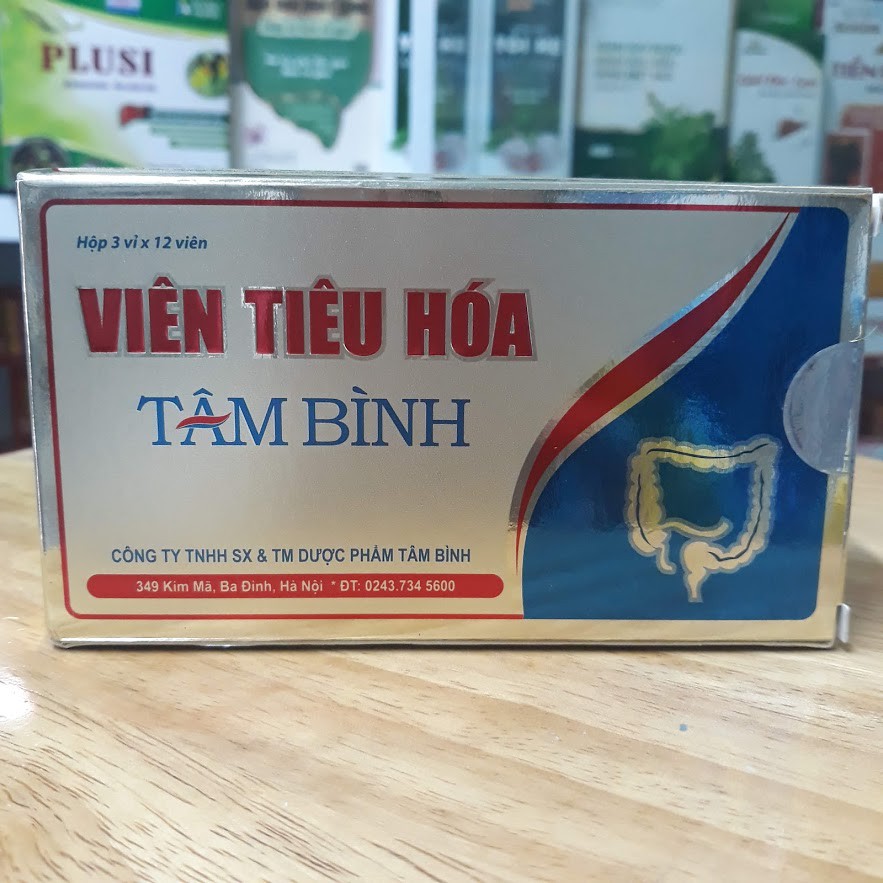 PLUSI
Hộp 3 vỉ x 12 viên
VIÊN TIÊU HÓA
TÂM BÌNH
CÔNG TY TNHH SX & TM DƯỢC PHẨM TÂM BÌNH
349 Kim Mã, Ba Đình, Hà Nội * ĐT: 0243.734 5600